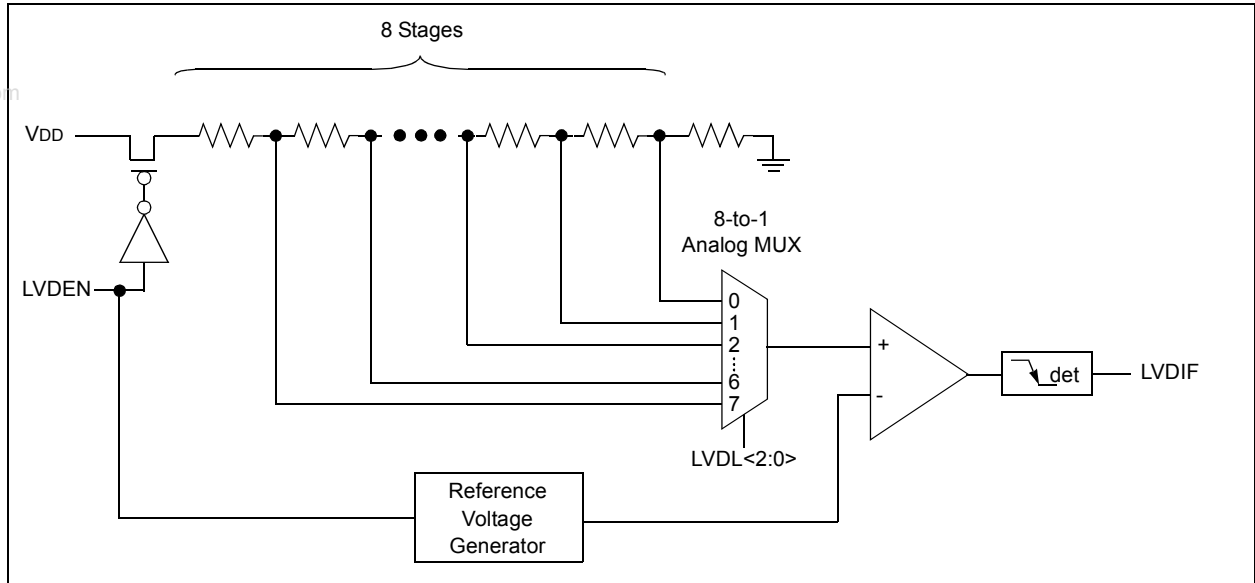 8 Stages
om
VDD
8-to-1
Analog MUX
LVDEN
0
1
2
6
7
+
-
det
LVDIF
LVDL<2:0>
Reference
Voltage
Generator